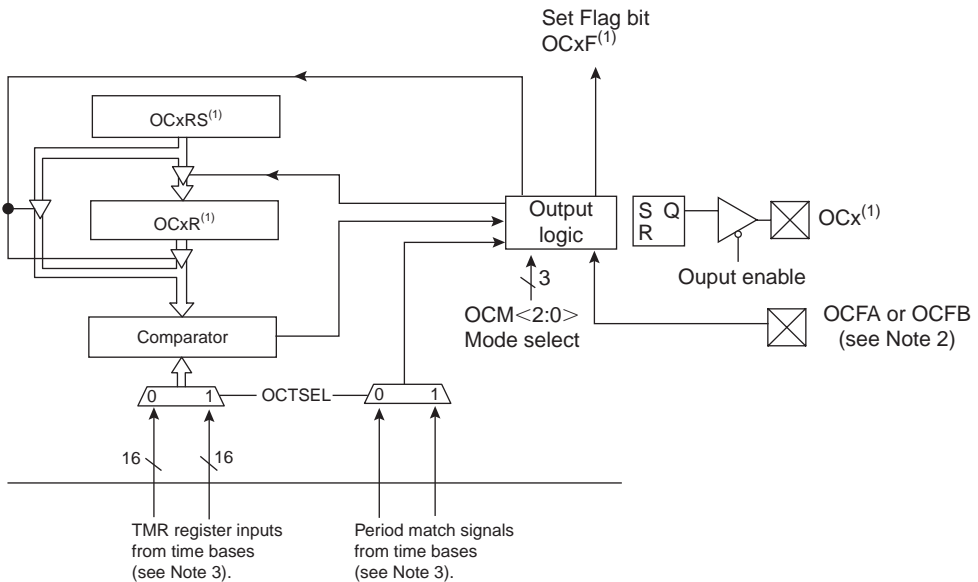 Set Flag bit
OCxF(1)
OCxRS(1)
OCxR(1)
Output
logic
S Q
R
OCx(1)
Ouput enable
3
OCM<2:0>
Mode select
OCFA or OCFB
(see Note 2)
Comparator
0 1
OCTSEL
0 1
16
16
TMR register inputs
from time bases
(see Note 3).
Period match signals
from time bases
(see Note 3).